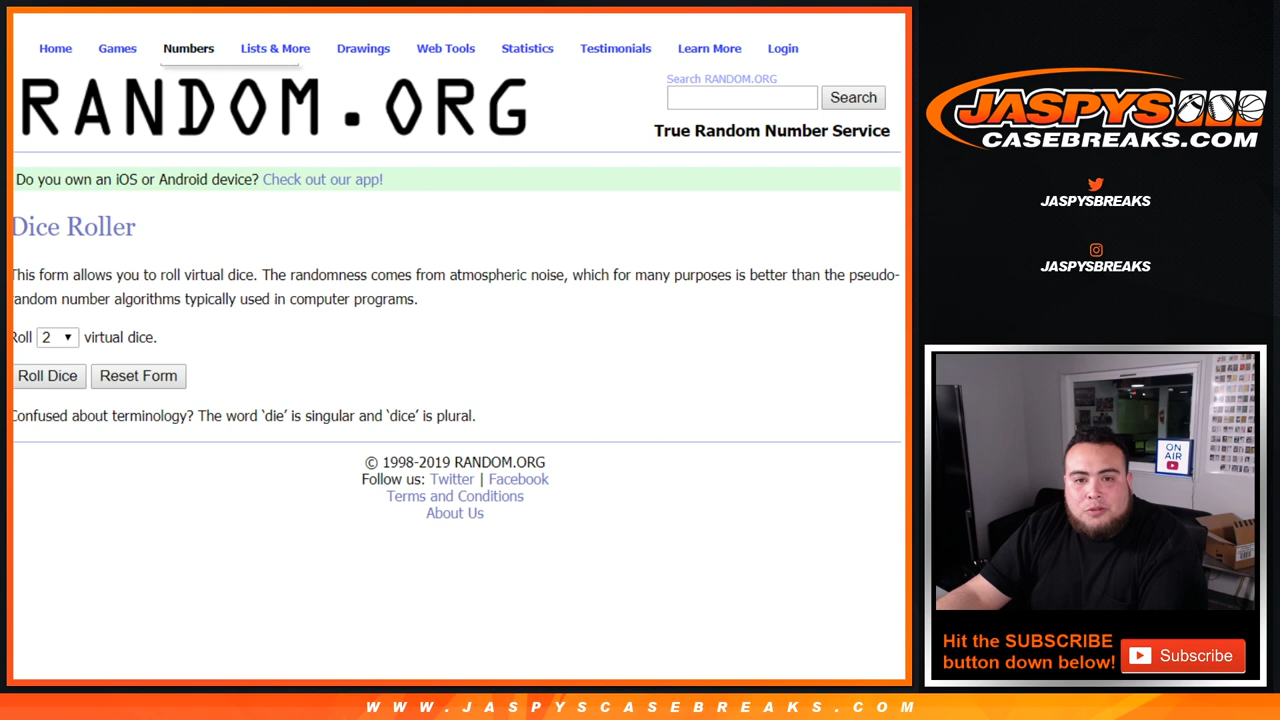 Home Games Numbers Lists & More Drawings Web Tools Statistics Testimonials Learn More Login
RANDOM.ORG
Search RANDOM.ORG
Search
True Random Number Service
Do you own an iOS or Android device? Check out our app!
Dice Roller
This form allows you to roll virtual dice. The randomness comes from atmospheric noise, which for many purposes is better than the pseudo-
random number algorithms typically used in computer programs.
Roll 2 virtual dice.
Roll Dice Reset Form
Confused about terminology? The word ‘die’ is singular and ‘dice’ is plural.
© 1998-2019 RANDOM.ORG
Follow us: Twitter | Facebook
Terms and Conditions
About Us
JASPYS
CASEBREAKS.COM
JASPYSBREAKS
JASPYSBREAKS
ON
AIR
Hit the SUBSCRIBE
button down below!
Subscribe
WWW.JASPYSCASEBREAKS.COM